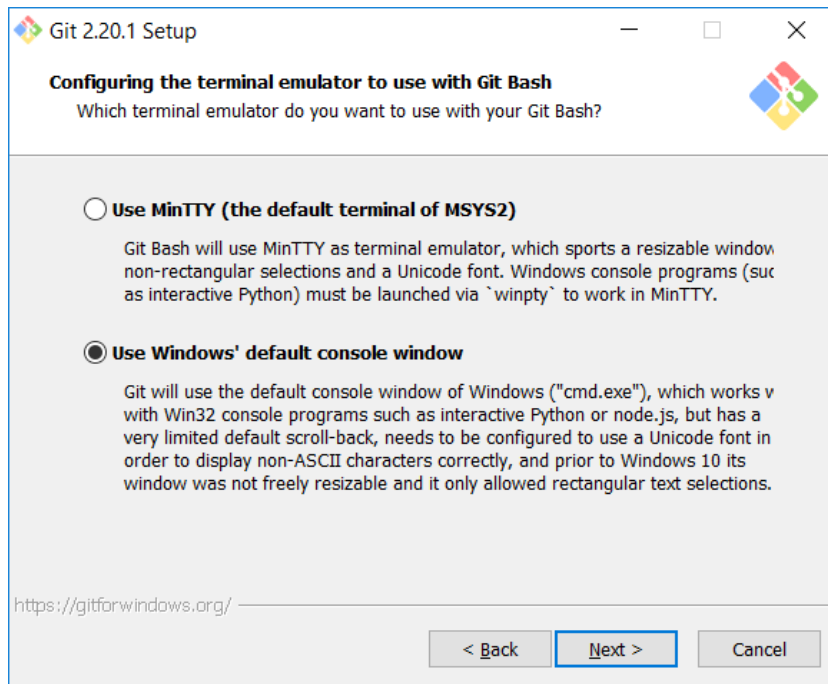 Git 2.20.1 Setup
Configuring the terminal emulator to use with Git Bash
Which terminal emulator do you want to use with your Git Bash?
Use MinTTY (the default terminal of MSYS2)
Git Bash will use MinTTY as terminal emulator, which sports a resizable window
non-rectangular selections and a Unicode font. Windows console programs (suc
as interactive Python) must be launched via `winpty` to work in MinTTY.
Use Windows' default console window
Git will use the default console window of Windows ("cmd.exe"), which works w
with Win32 console programs such as interactive Python or node.js, but has a
very limited default scroll-back, needs to be configured to use a Unicode font in
order to display non-ASCII characters correctly, and prior to Windows 10 its
window was not freely resizable and it only allowed rectangular text selections.
https://gitforwindows.org/
< Back Next > Cancel